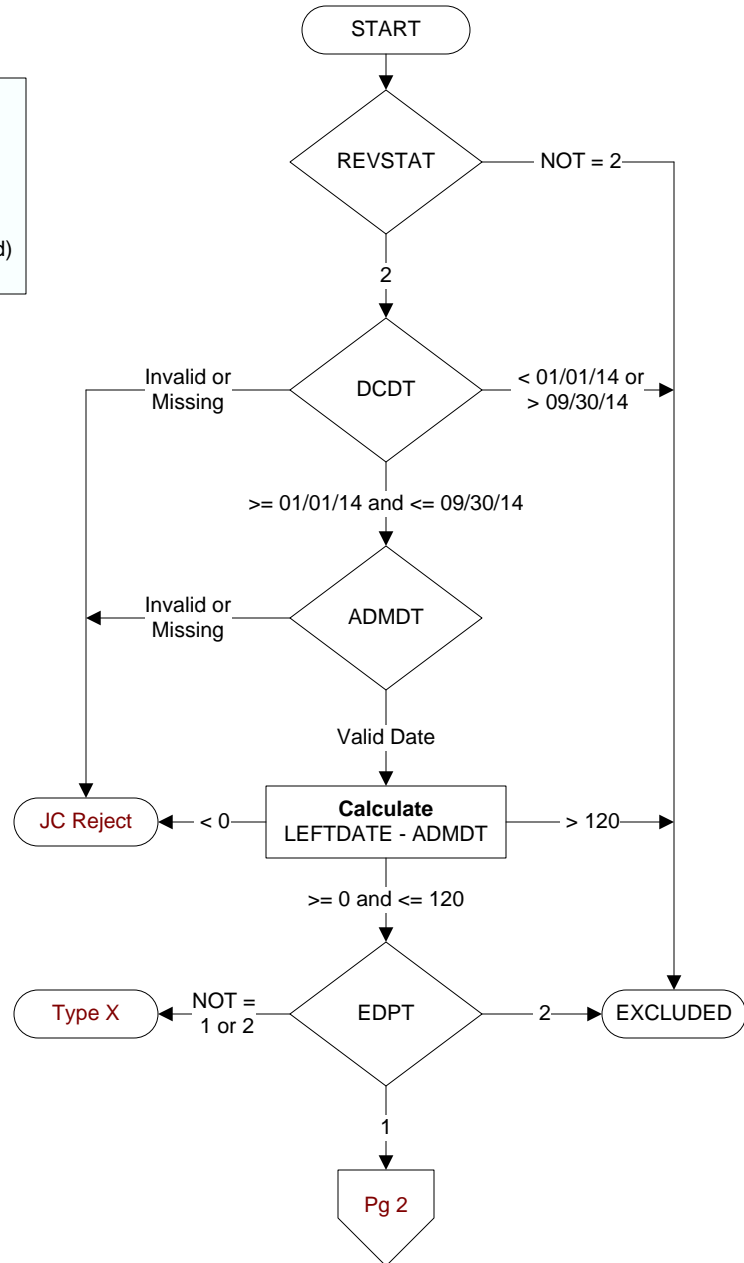 START
REVSTAT
NOT = 2
2
d)
Invalid or
Missing
DCDT
< 01/01/14 or
> 09/30/14
>= 01/01/14 and <= 09/30/14
Invalid or
Missing
ADMDT
Valid Date
JC Reject
< 0
Calculate
LEFTDATE - ADMDT
> 120
>= 0 and <= 120
Type X
NOT =
1 or 2
EDPT
2
EXCLUDED
1
Pg 2